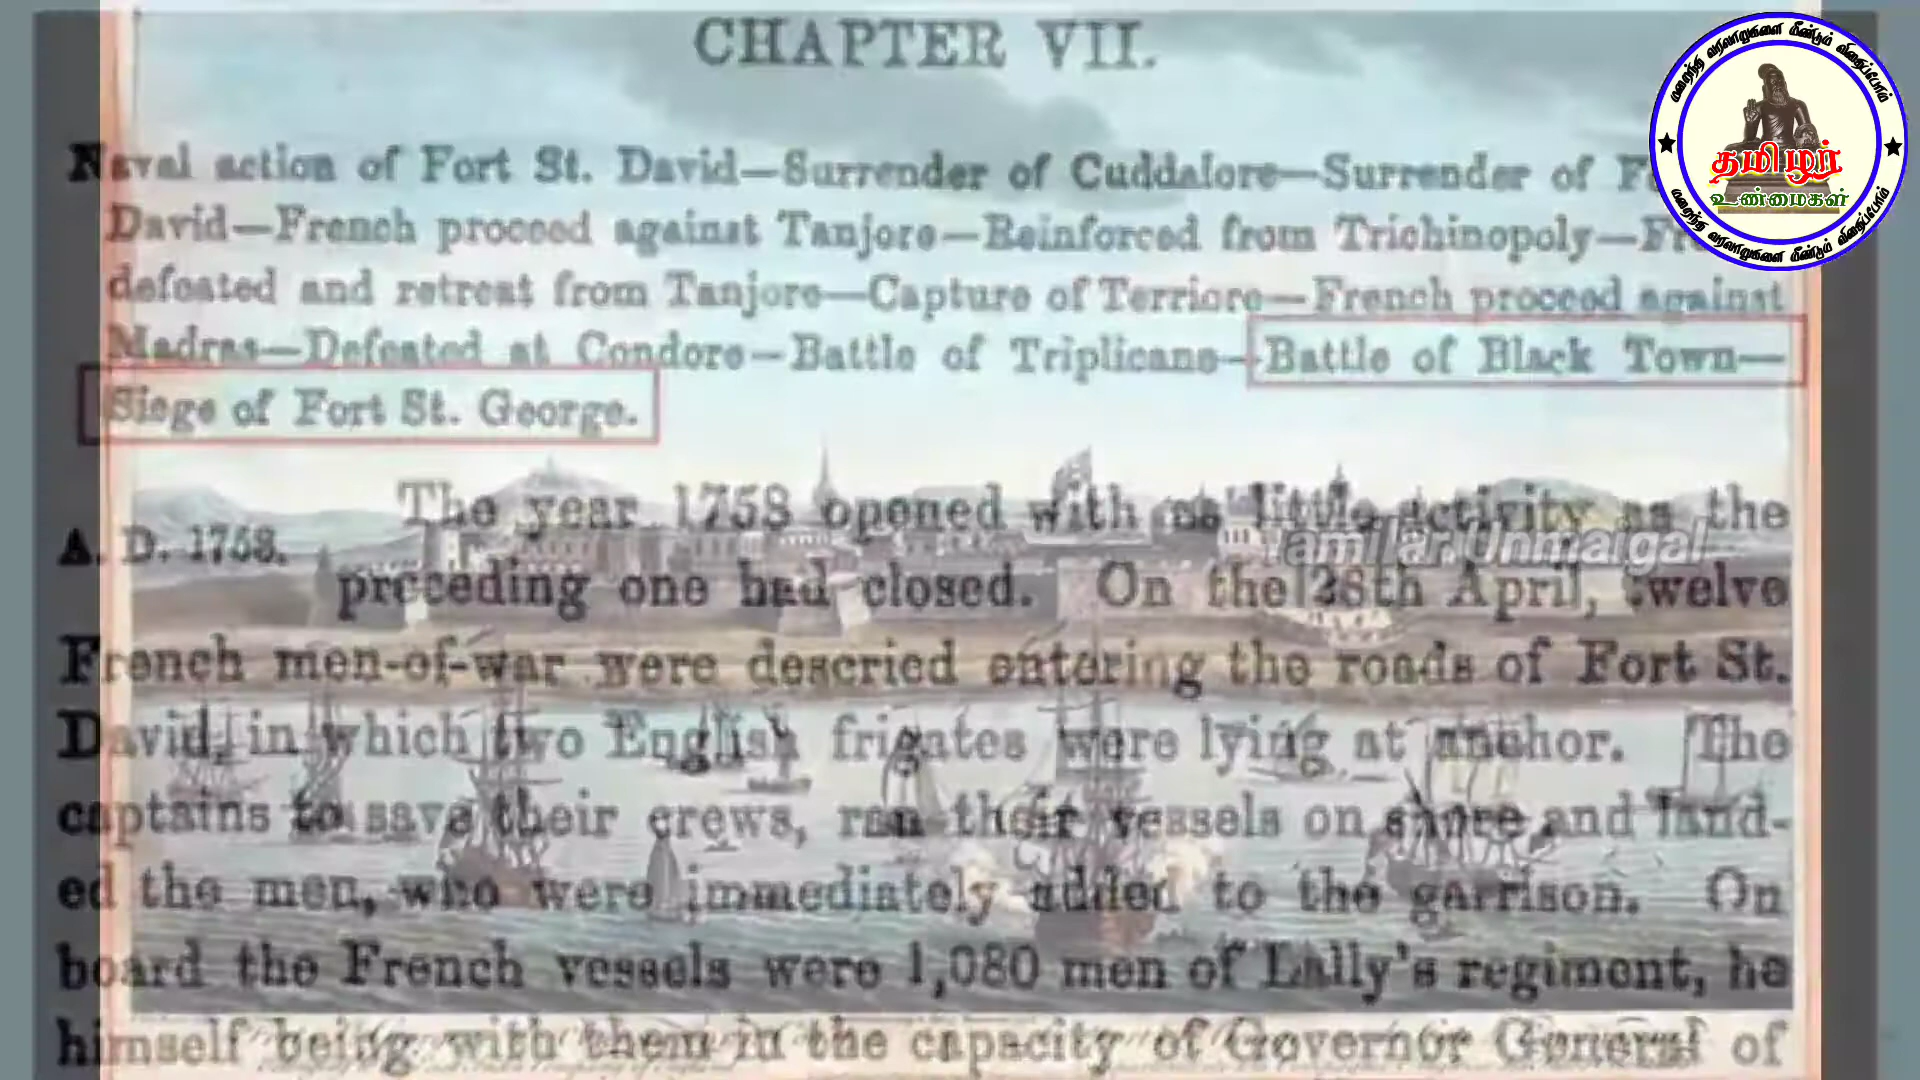 CHAPTER VII.
Naval action of Fort St. David—Surrender of Cuddalore—Surrender of
David—French proceed against Tanjore—Reinforced from Trichinopoly—
defeated and retreat from Tanjore—Capture of Terriore—French proceed against
Madras—Defeated at Condore—Battle of Triplicane—Battle of Black Town—
Siege of Fort St. George.
The year 1758 opened with as little activity as the
A. D. 1758.
preceding one had closed. On the 28th April, twelve
French men-of-war were descried entering the roads of Fort St.
David, in which two English frigates were lying at anchor. The
captains to save their crews, ran their vessels on shore and land-
ed the men, who were immediately added to the garrison. On
board the French vessels were 1,080 men of Lally's regiment, he
himself being with them in the capacity of Governor General of
Tamilar.Unmaigal
மறைந்த வரலாறுகளை மீண்டும் விதைப்போம்
தமிழர்
உண்மைகள்
மறைந்த வரலாறுகளை மீண்டும் விதைப்போம்